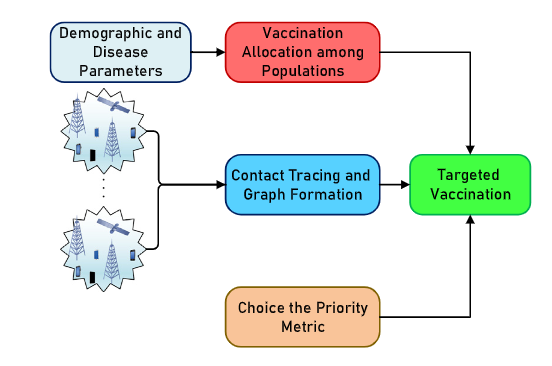 Demographic and
Disease
Parameters
Vaccination
Allocation among
Populations
Contact Tracing and
Graph Formation
Targeted
Vaccination
Choice the Priority
Metric